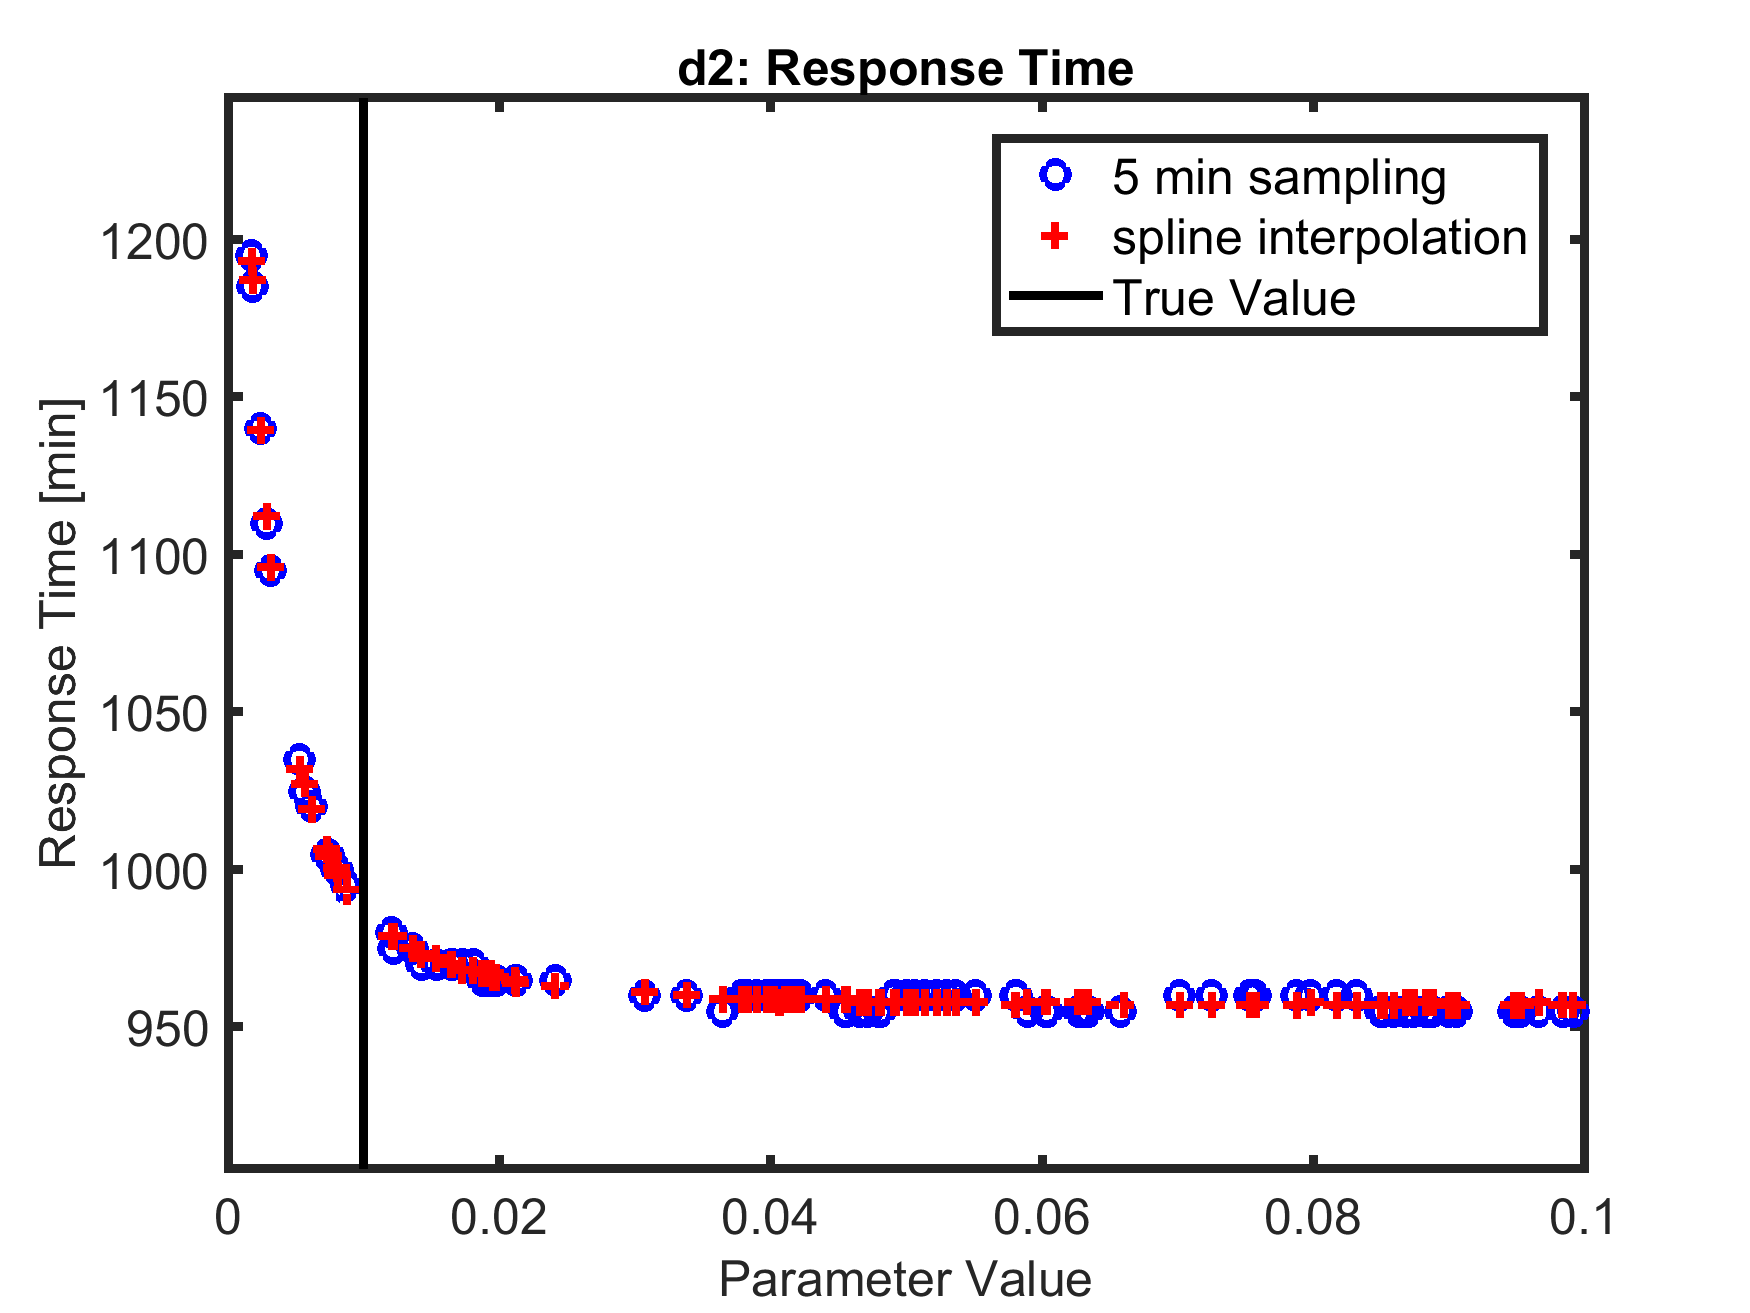 d2: Response Time
5 min sampling
spline interpolation
True Value
Response Time [min]
1200
1150
1100
1050
1000
950
0 0.02 0.04 0.06 0.08 0.1
Parameter Value